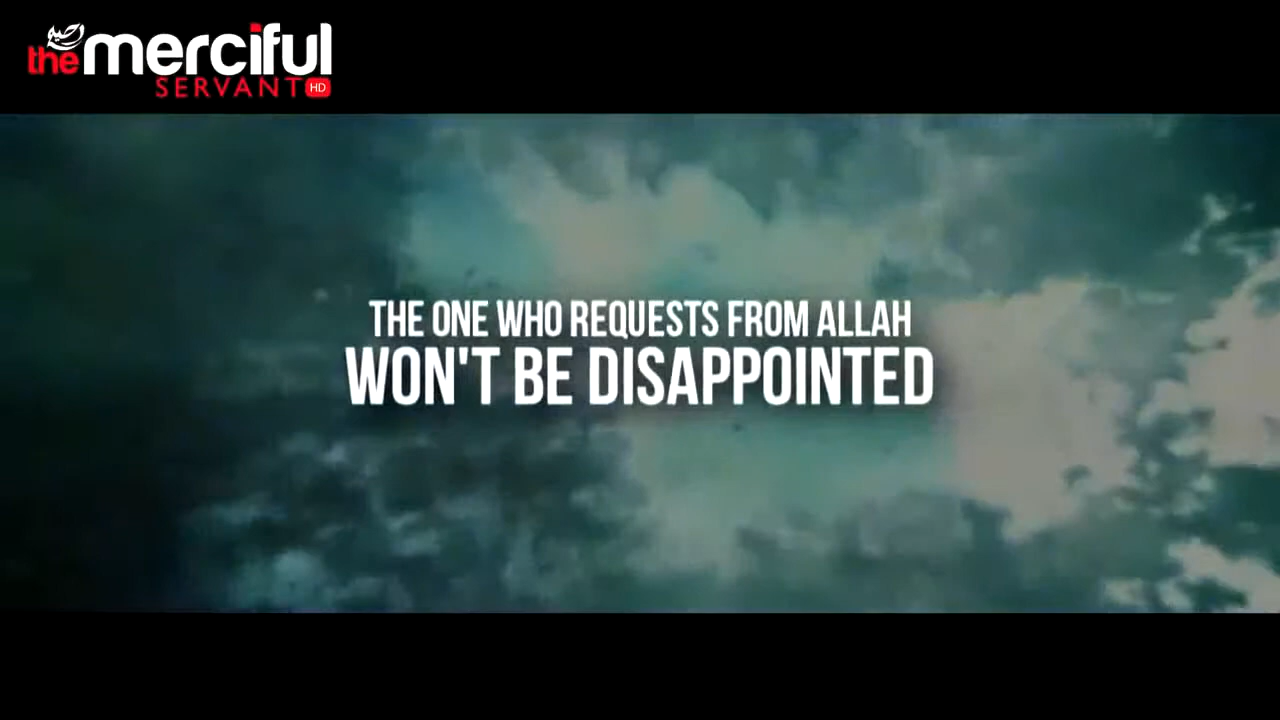 the merciful
SERVANT HD
THE ONE WHO REQUESTS FROM ALLAH
WON'T BE DISAPPOINTED